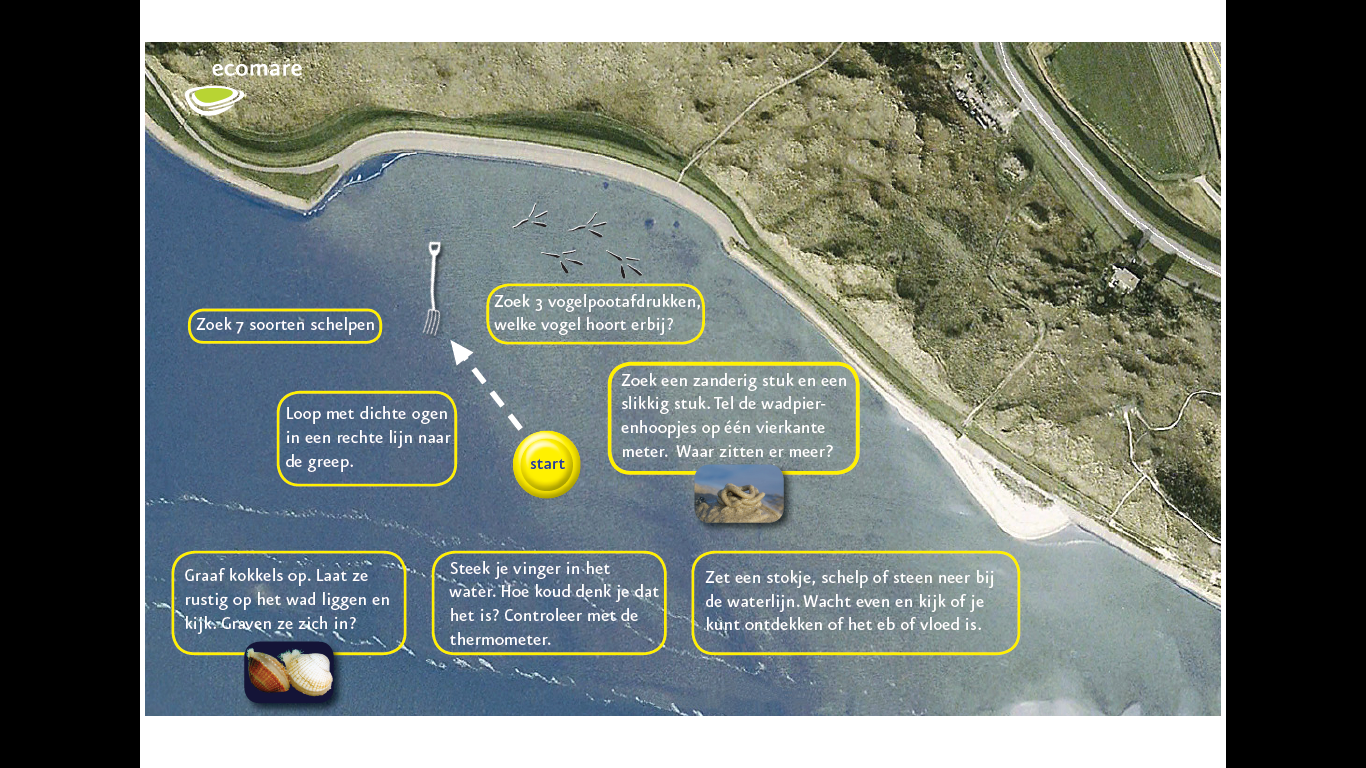 ecomare
Zoek 3 vogelpootafdrukken,
welke vogel hoort erbij?
Zoek 7 soorten schelpen
Zoek een zanderig stuk en een
slikkig stuk. Tel de wadpier-
enhoopjes op één vierkante
meter. Waar zitten er meer?
Loop met dichte ogen
in een rechte lijn naar
de greep.
start
Graaf kokkels op. Laat ze
rustig op het wad liggen en
kijk. Graven ze zich in?
Steek je vinger in het
water. Hoe koud denk je dat
het is? Controleer met de
thermometer.
Zet een stokje, schelp of steen neer bij
de waterlijn. Wacht even en kijk of je
kunt ontdekken of het eb of vloed is.